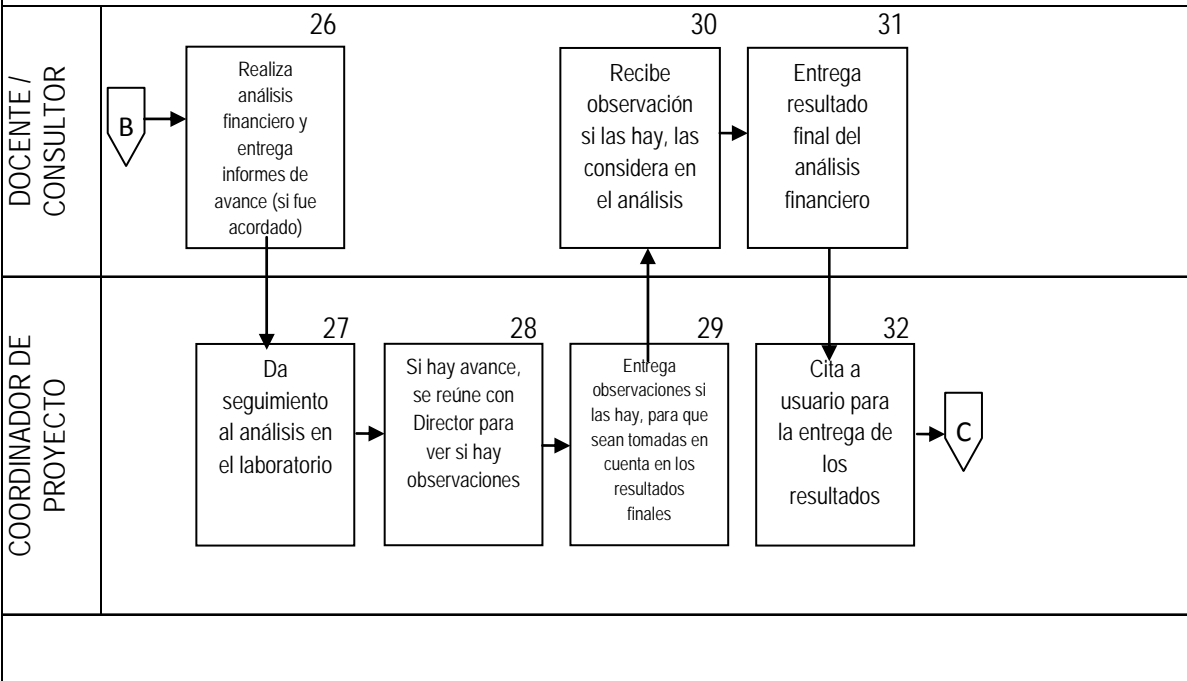 DOCENTE /
CONSULTOR
B
26
Realiza
análisis
financiero y
entrega
informes de
avance (si fue
acordado)
30
Recibe
observación
si las hay, las
considera en
el análisis
31
Entrega
resultado
final del
análisis
financiero
COORDINADOR DE
PROYECTO
27
Da
seguimiento
al análisis en
el laboratorio
28
Si hay avance,
se reúne con
Director para
ver si hay
observaciones
29
Entrega
observaciones si
las hay, para que
sean tomadas en
cuenta en los
resultados
finales
32
Cita a
usuario para
la entrega de
los
resultados
C